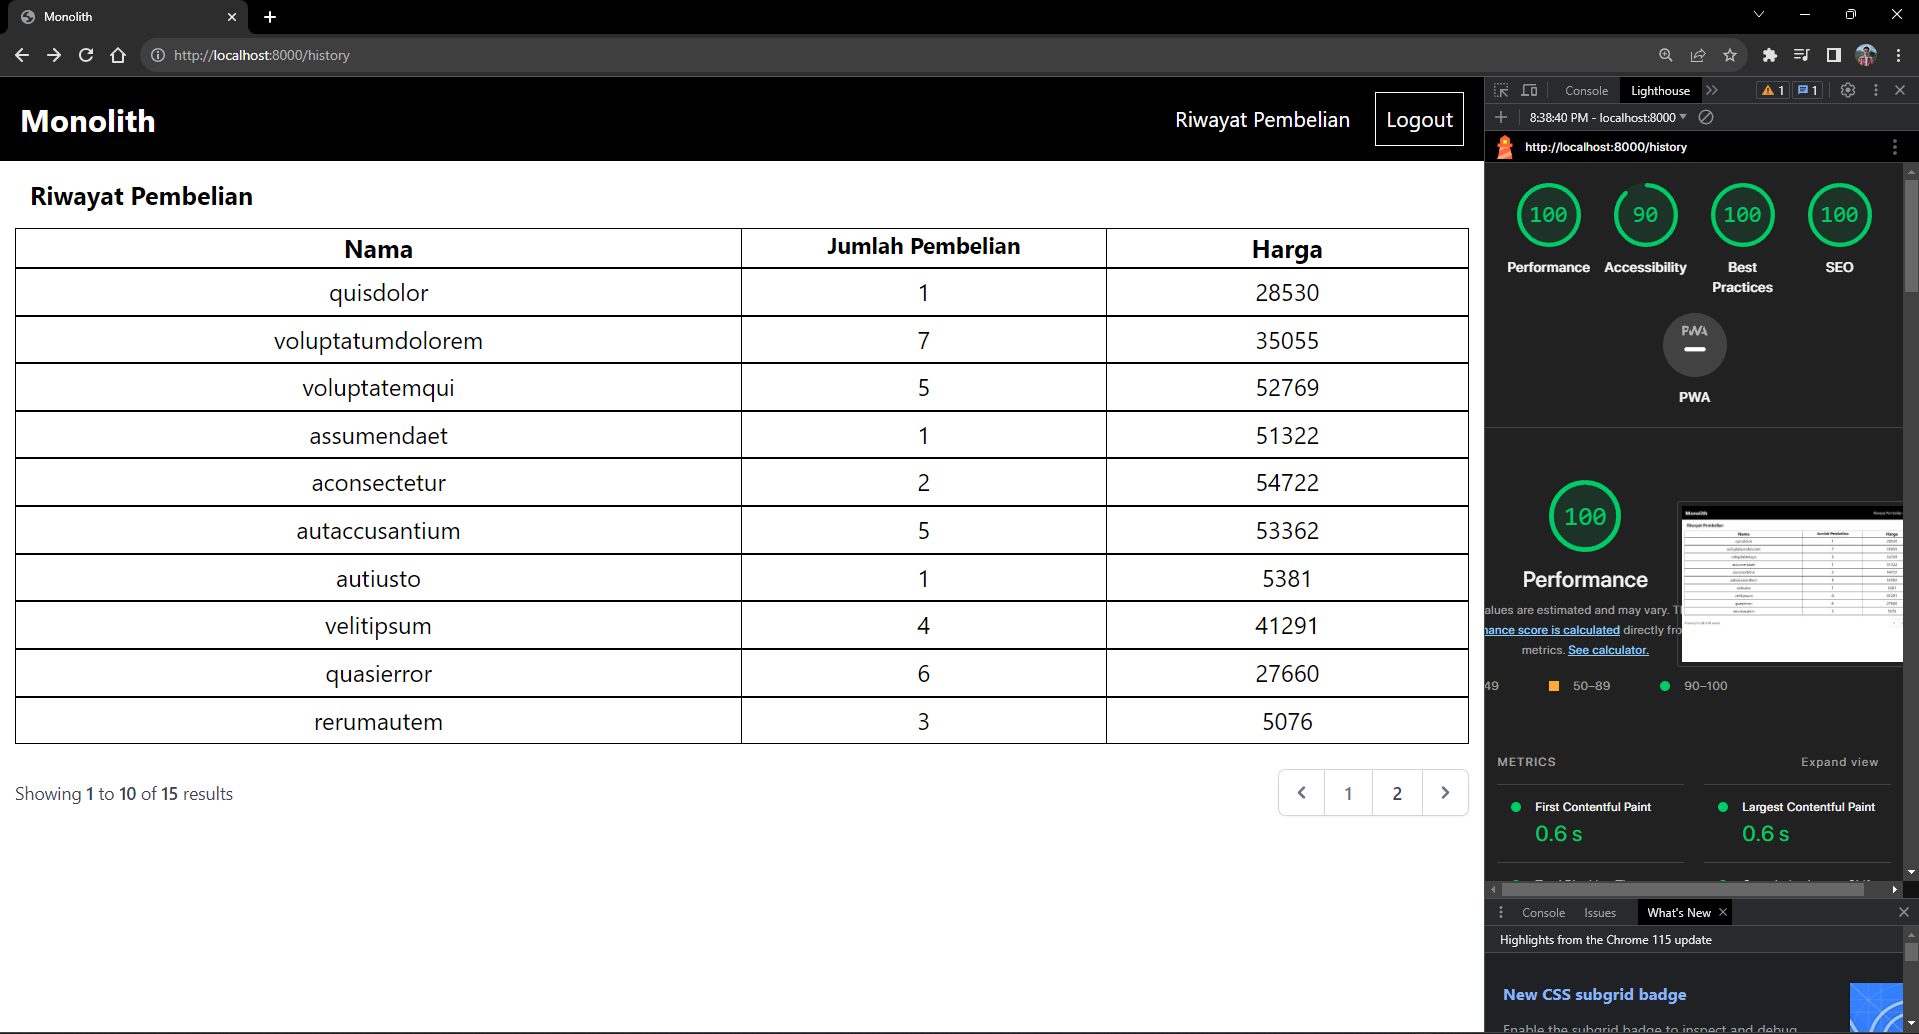 Monolith
http://localhost:8000/history
Monolith
Riwayat Pembelian
Logout
Riwayat Pembelian
Nama Jumlah Pembelian Harga
quisdolor 1 28530
voluptatumdolorem 7 35055
voluptatemqui 5 52769
assumendaet 1 51322
aconsectetur 2 54722
autaccusantium 5 53362
autiusto 1 5381
velitipsum 4 41291
quasierror 6 27660
rerumautem 3 5076
Showing 1 to 10 of 15 results
1 2
Console Lighthouse 1 1
8:38:40 PM - localhost:8000
http://localhost:8000/history
100 90 100 100
Performance Accessibility Best Practices SEO
PWA
PWA
100
Performance
alues are estimated and may vary. T
nance score is calculated directly fro
metrics. See calculator.
49 50–89 90–100
Monolith
Riwayat Pembelian
METRICS
Expand view
First Contentful Paint
0.6 s
Largest Contentful Paint
0.6 s
Console Issues What's New
Highlights from the Chrome 115 update
New CSS subgrid badge
Enable the subgrid badge to inspect and debug